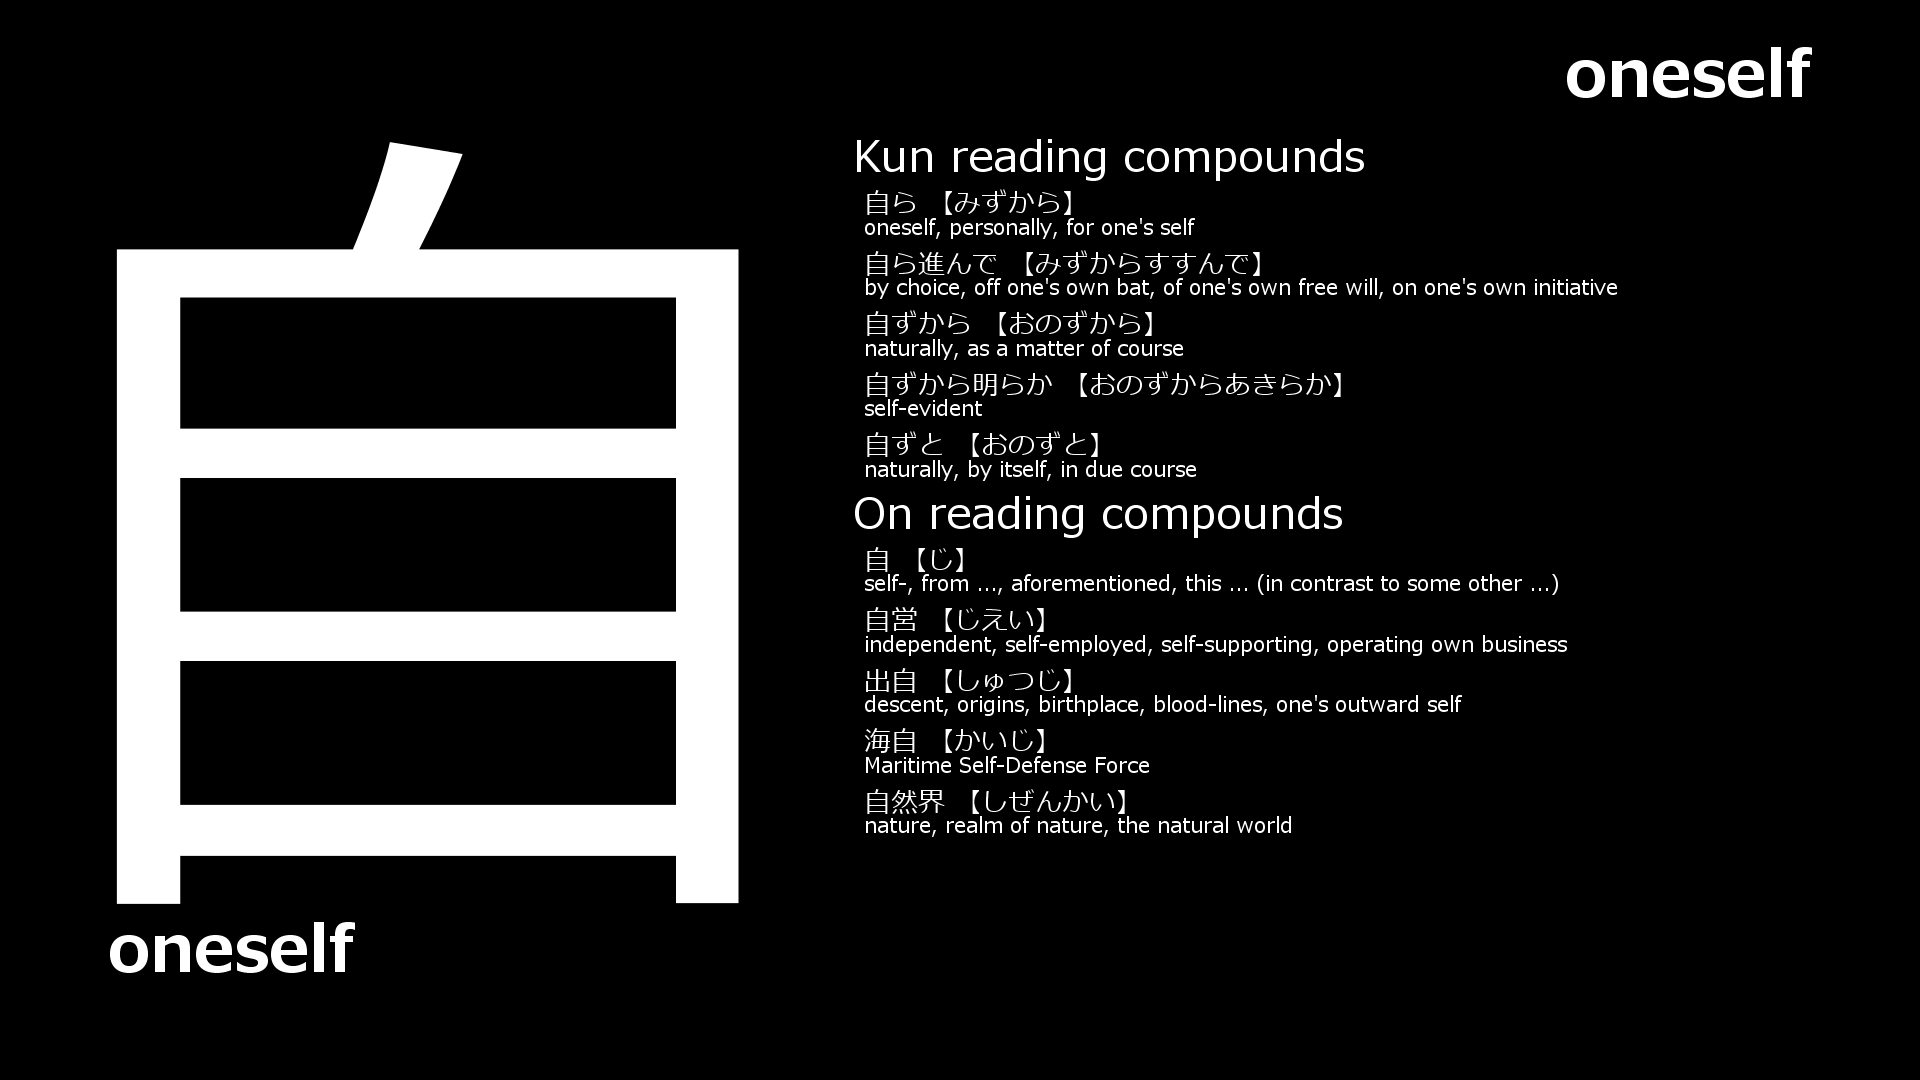 oneself
自
oneself
Kun reading compounds
自ら 【みずから】
oneself, personally, for one's self
自ら進んで 【みずからすすんで】
by choice, off one's own bat, of one's own free will, on one's own initiative
自ずから 【おのずから】
naturally, as a matter of course
自ずから明らか 【おのずからあきらか】
self-evident
自ずと 【おのずと】
naturally, by itself, in due course
On reading compounds
自 【じ】
self-, from ..., aforementioned, this ... (in contrast to some other ...)
自営 【じえい】
independent, self-employed, self-supporting, operating own business
出自 【しゅつじ】
descent, origins, birthplace, blood-lines, one's outward self
海自 【かいじ】
Maritime Self-Defense Force
自然界 【しぜんかい】
nature, realm of nature, the natural world